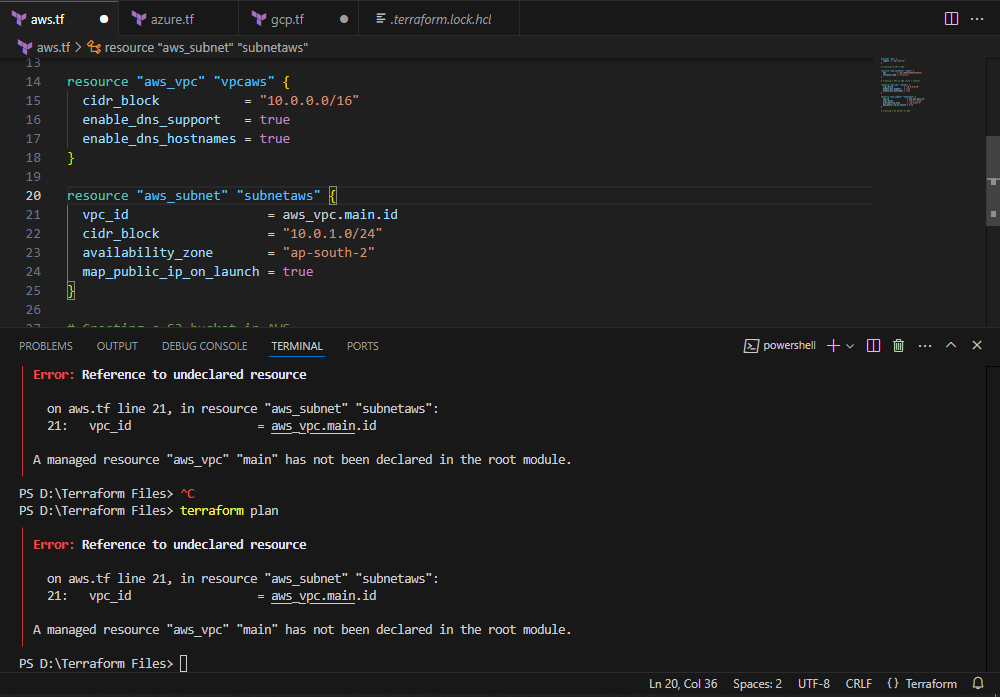 aws.tf
azure.tf
gcp.tf
.terraform.lock.hcl
aws.tf > resource "aws_subnet" "subnetaws"
13
14 resource "aws_vpc" "vpcaws" {
15   cidr_block           = "10.0.0.0/16"
16   enable_dns_support   = true
17   enable_dns_hostnames = true
18 }
19
20 resource "aws_subnet" "subnetaws" {
21   vpc_id                  = aws_vpc.main.id
22   cidr_block              = "10.0.1.0/24"
23   availability_zone       = "ap-south-2"
24   map_public_ip_on_launch = true
25 }
26
27 # Creating a S3 bucket in AWS
PROBLEMS OUTPUT DEBUG CONSOLE TERMINAL PORTS powershell
Error: Reference to undeclared resource
on aws.tf line 21, in resource "aws_subnet" "subnetaws":
21:   vpc_id                  = aws_vpc.main.id
A managed resource "aws_vpc" "main" has not been declared in the root module.
PS D:\Terraform Files> ^C
PS D:\Terraform Files> terraform plan
Error: Reference to undeclared resource
on aws.tf line 21, in resource "aws_subnet" "subnetaws":
21:   vpc_id                  = aws_vpc.main.id
A managed resource "aws_vpc" "main" has not been declared in the root module.
PS D:\Terraform Files>
Ln 20, Col 36 Spaces: 2 UTF-8 CRLF {} Terraform